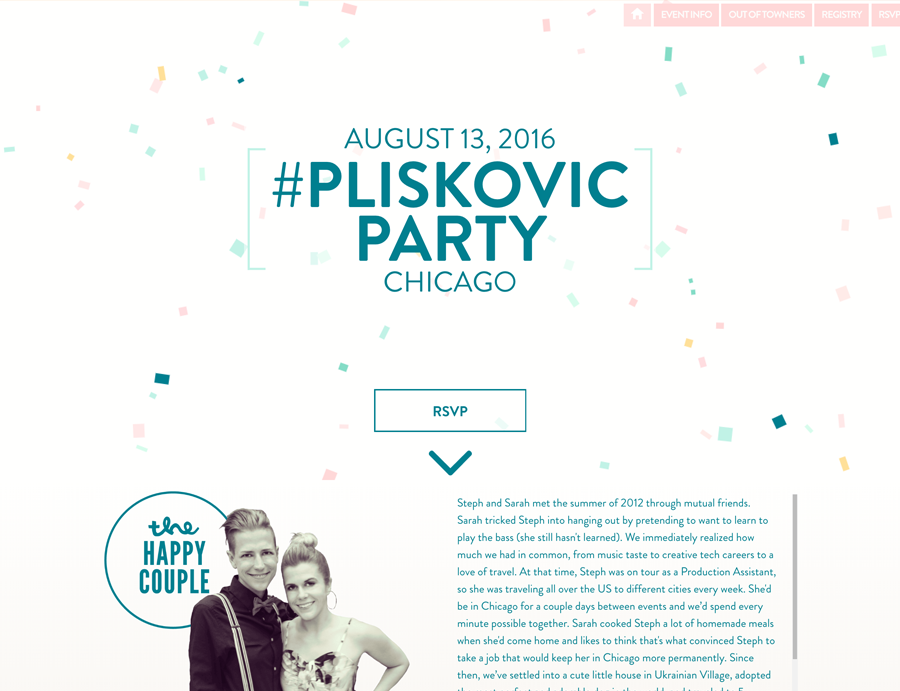 EVENT INFO OUT OF TOWNERS REGISTRY RSVP
AUGUST 13, 2016
#PLISKOVIC
PARTY
CHICAGO
RSVP
the
HAPPY
COUPLE
Steph and Sarah met the summer of 2012 through mutual friends.
Sarah tricked Steph into hanging out by pretending to want to learn to
play the bass (she still hasn't learned). We immediately realized how
much we had in common, from music taste to creative tech careers to a
love of travel. At that time, Steph was on tour as a Production Assistant,
so she was traveling all over the US to different cities every week. She'd
be in Chicago for a couple days between events and we'd spend every
minute possible together. Sarah cooked Steph a lot of homemade meals
when she'd come home and likes to think that's what convinced Steph to
take a job that would keep her in Chicago more permanently. Since
then, we've settled into a cute little house in Ukrainian Village, adopted